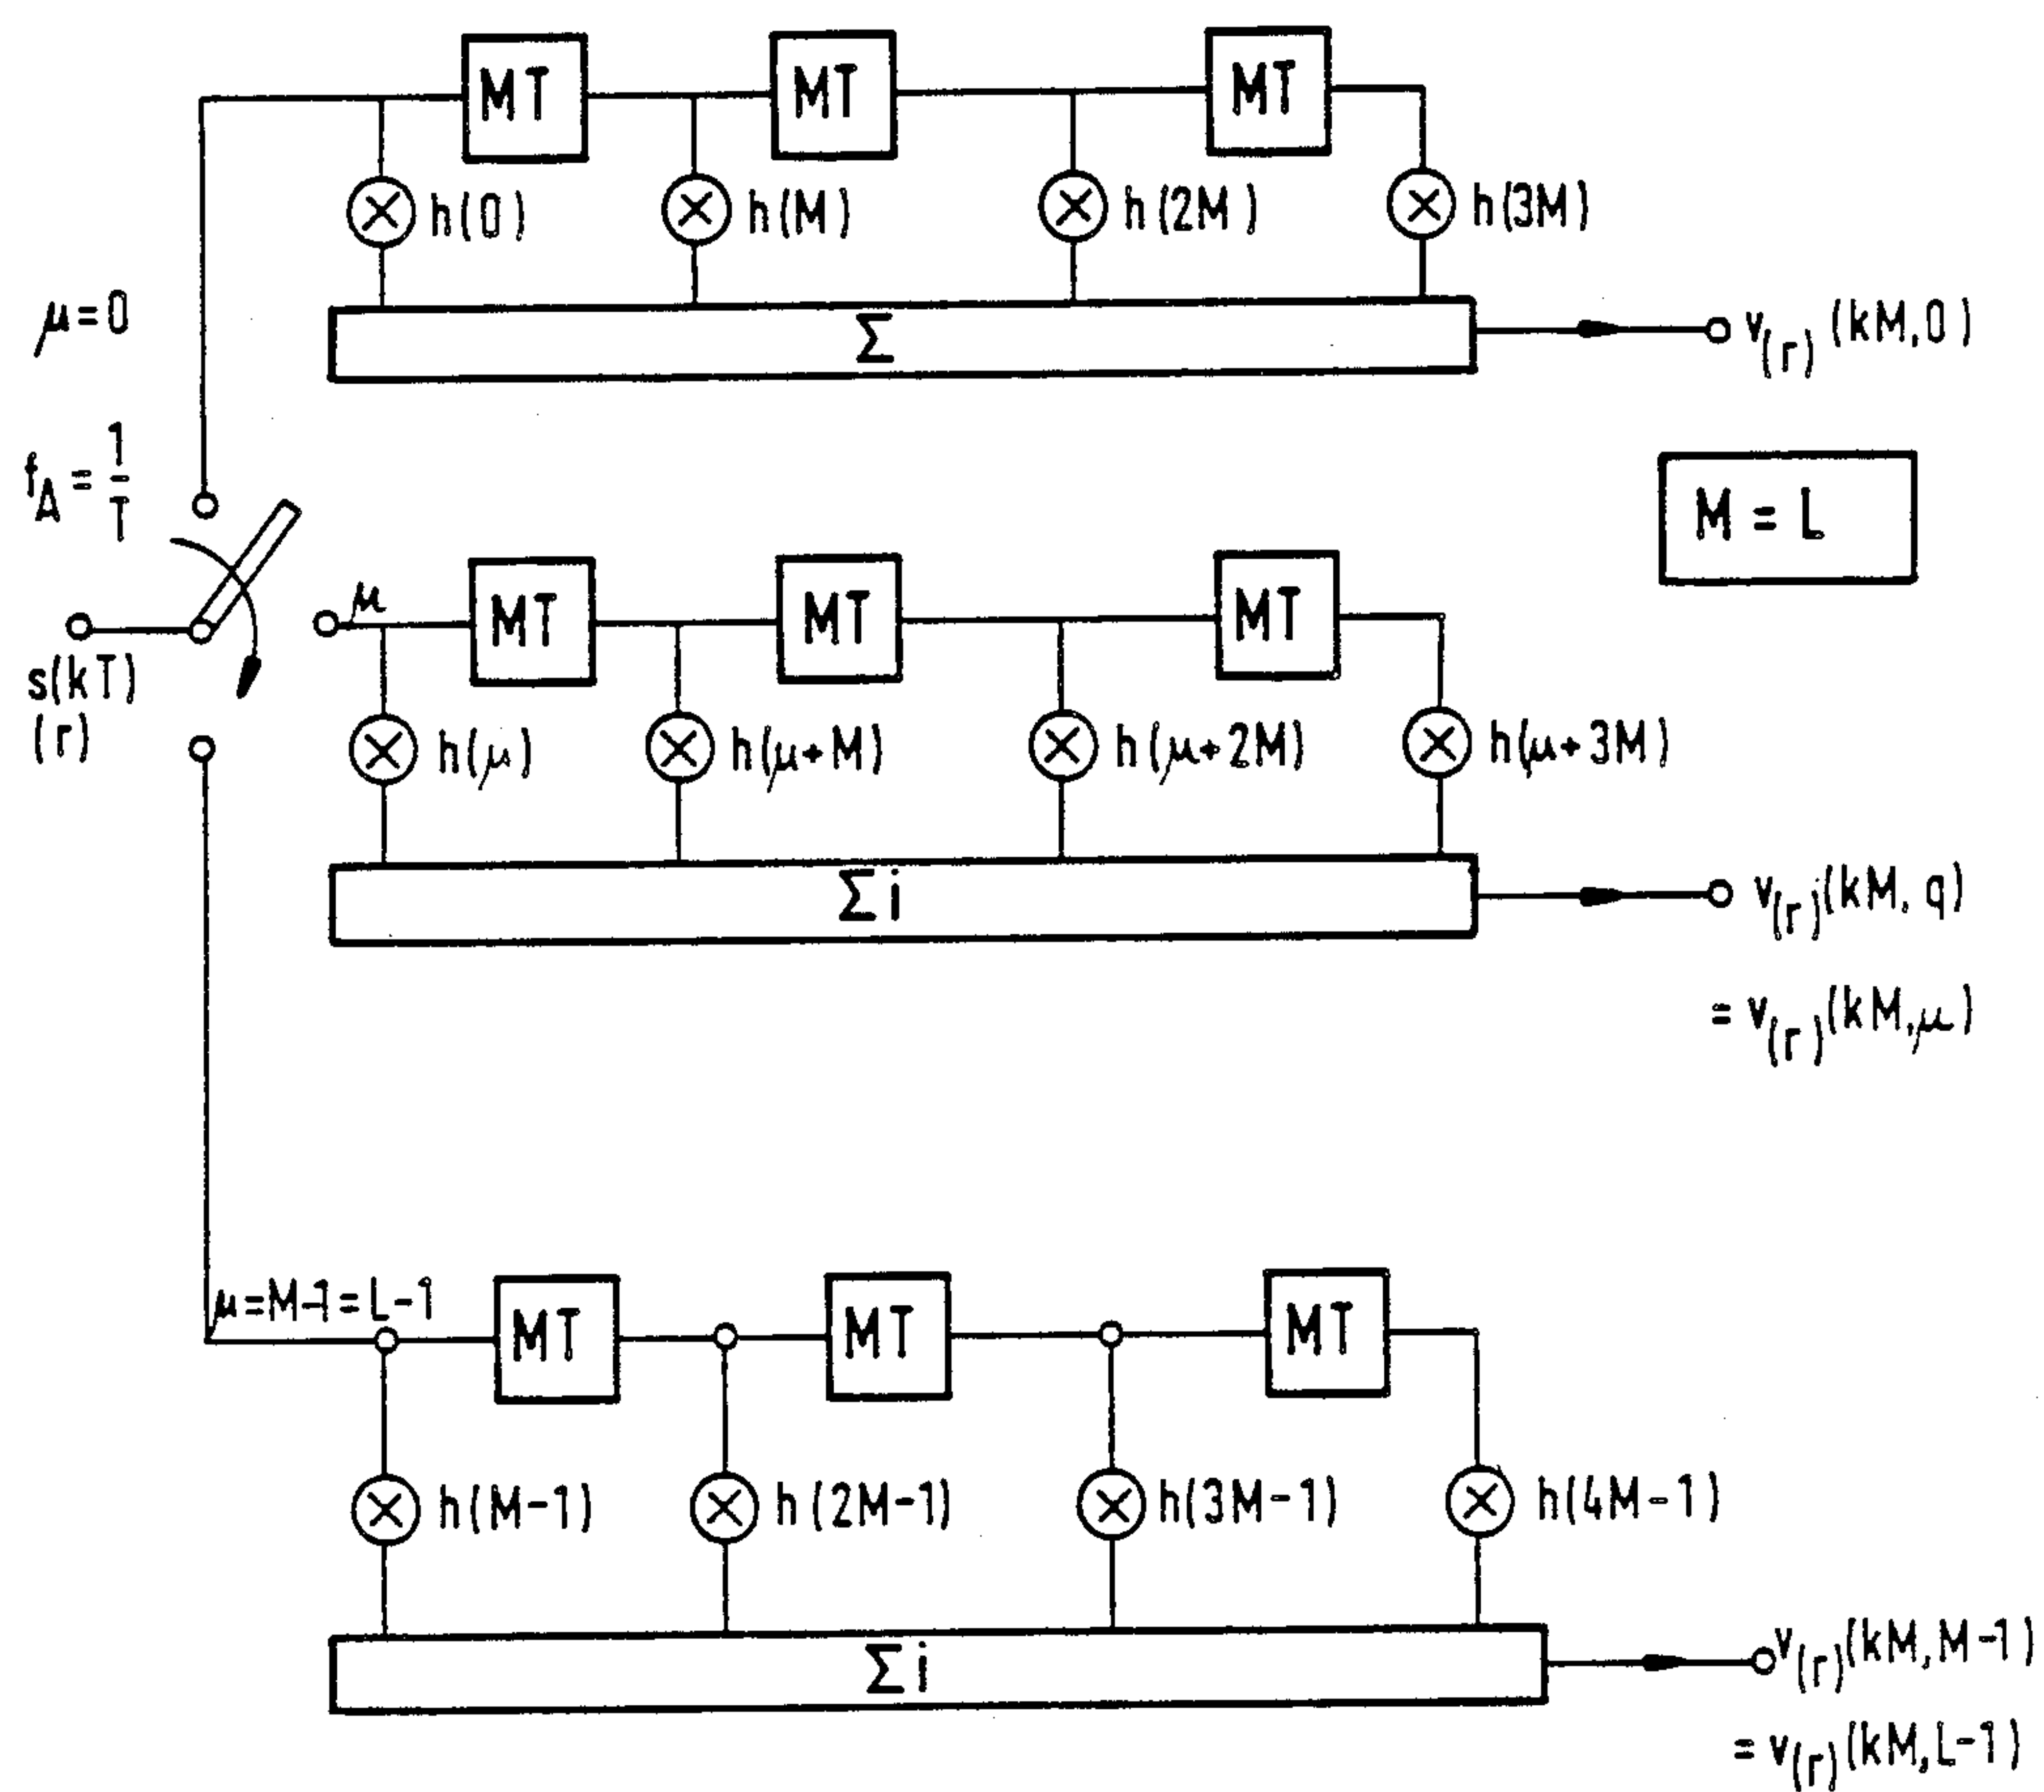 MT MT MT
h(0) h(M) h(2M) h(3M)
μ=0
Σ
v(r)(kM,0)
fA = 1/T
M = L
μ
MT MT MT
s(kT)
(r)
h(μ) h(μ+M) h(μ+2M) h(μ+3M)
Σi
v(r)i(kM, q)
= v(r)(kM,μ)
μ=M-1=L-1
MT MT MT
h(M-1) h(2M-1) h(3M-1) h(4M-1)
Σi
v(r)(kM,M-1)
= v(r)(kM,L-1)